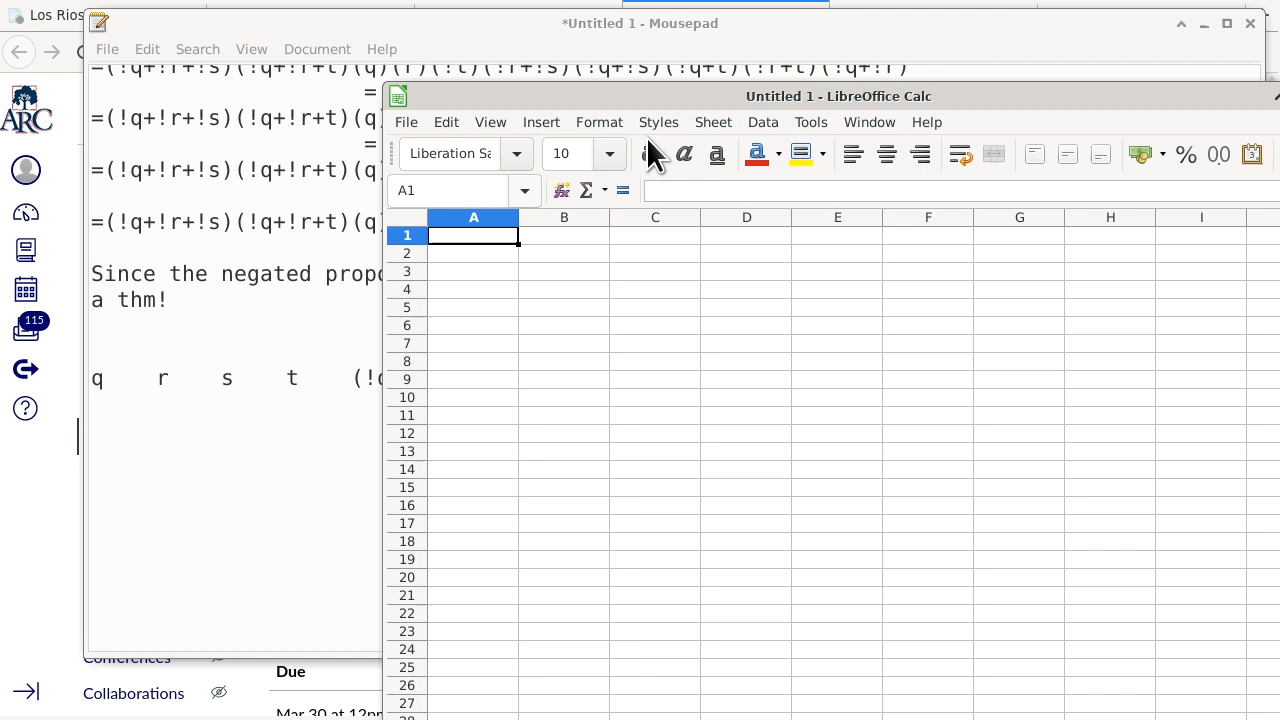 Los Rios
*Untitled 1 - Mousepad
File Edit Search View Document Help
=(!q+!r+!s)(!q+!r+t)(q)(r)(!t)(!r+!s)(!q+!s)(!q+t)(!r+t)(!q+!r)
=
=(!q+!r+!s)(!q+!r+t)(q)
=
=(!q+!r+!s)(!q+!r+t)(q)
=(!q+!r+!s)(!q+!r+t)(q)
Since the negated propo
a thm!
q r s t (!q
ARC
115
Conferences
Collaborations
Due
Mar 30 at 12pm
Untitled 1 - LibreOffice Calc
File Edit View Insert Format Styles Sheet Data Tools Window Help
Liberation Sa 10 a a a % 00
A1 Σ =
A B C D E F G H I
1
2
3
4
5
6
7
8
9
10
11
12
13
14
15
16
17
18
19
20
21
22
23
24
25
26
27
28